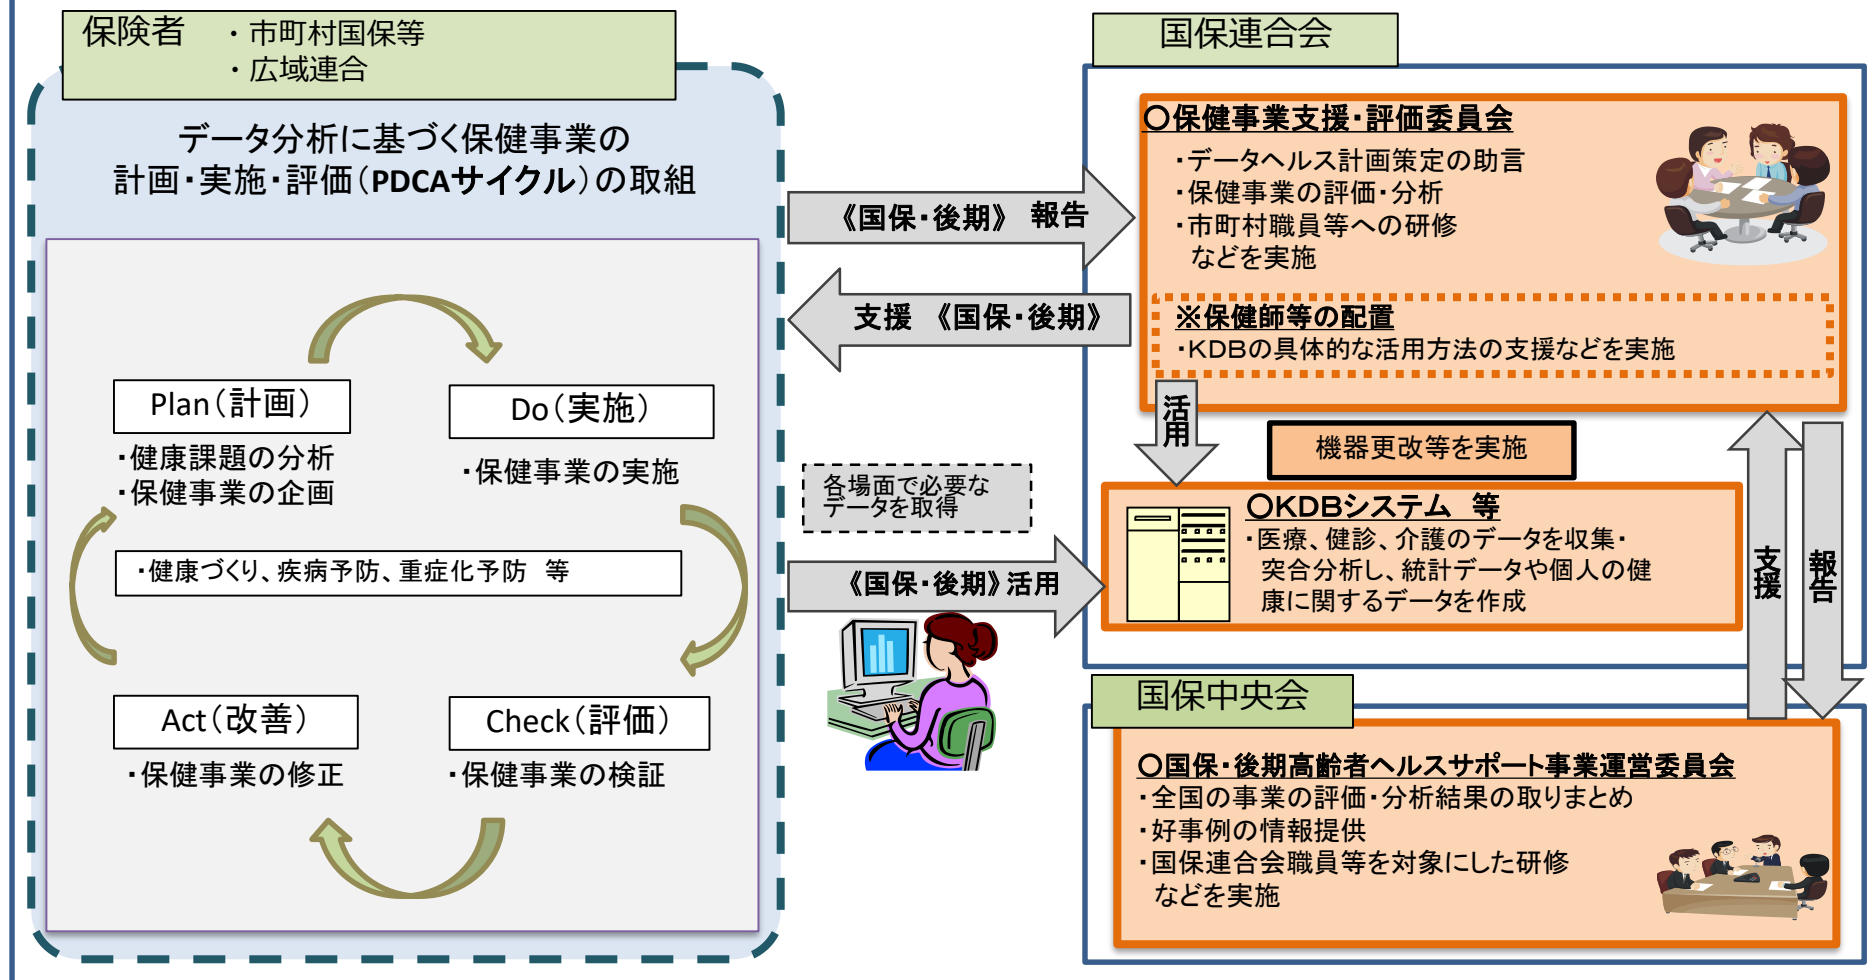 保険者　・市町村国保等
・広域連合
データ分析に基づく保健事業の
計画・実施・評価（PDCAサイクル）の取組
Plan（計画）
・健康課題の分析
・保健事業の企画
Do（実施）
・保健事業の実施
・健康づくり、疾病予防、重症化予防　等
Act（改善）
・保健事業の修正
Check（評価）
・保健事業の検証
《国保・後期》 報告
支援 《国保・後期》
各場面で必要な
データを取得
《国保・後期》活用
国保連合会
〇保健事業支援・評価委員会
・データヘルス計画策定の助言
・保健事業の評価・分析
・市町村職員等への研修
などを実施
※保健師等の配置
・KDBの具体的な活用方法の支援などを実施
活用
機器更改等を実施
〇KDBシステム　等
・医療、健診、介護のデータを収集・
突合分析し、統計データや個人の健
康に関するデータを作成
支援
報告
国保中央会
〇国保・後期高齢者ヘルスサポート事業運営委員会
・全国の事業の評価・分析結果の取りまとめ
・好事例の情報提供
・国保連合会職員等を対象にした研修
などを実施